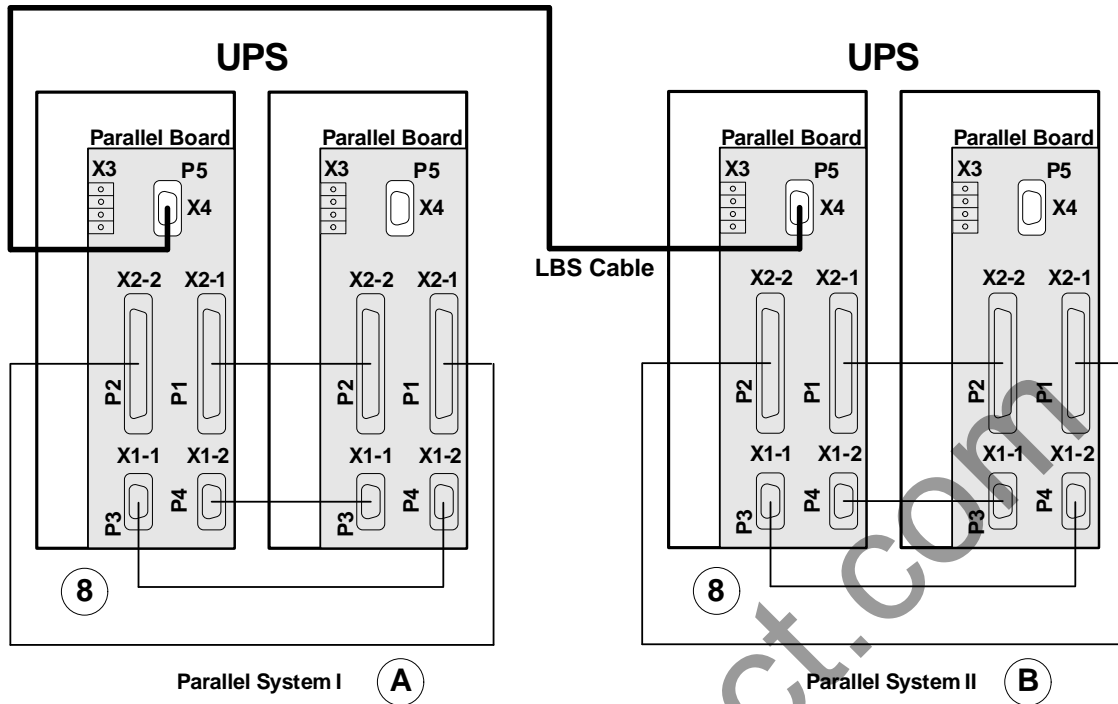 UPS
UPS
Parallel Board
Parallel Board
Parallel Board
Parallel Board
X3
P5
X4
X3
P5
X4
X3
P5
X4
X3
P5
X4
LBS Cable
X2-2 X2-1
X2-2 X2-1
X2-2 X2-1
X2-2 X2-1
P2
P1
P2
P1
P2
P1
P2
P1
X1-1 X1-2
X1-1 X1-2
X1-1 X1-2
X1-1 X1-2
P3
P4
P3
P4
P3
P4
P3
P4
8
8
Parallel System I A
Parallel System II B
ct.com